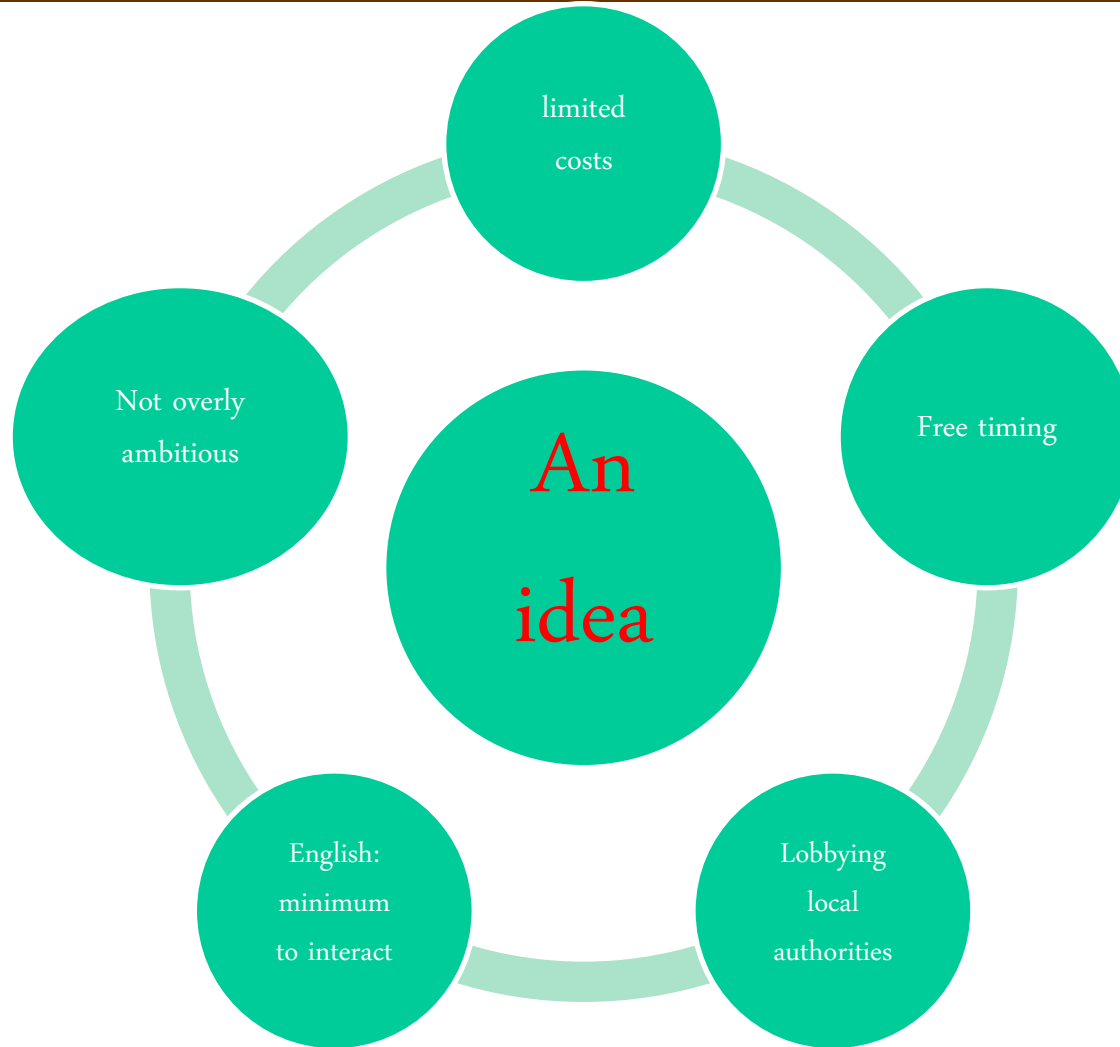 limited
costs
Free timing
Lobbying
local
authorities
English:
minimum
to interact
Not overly
ambitious
An
idea